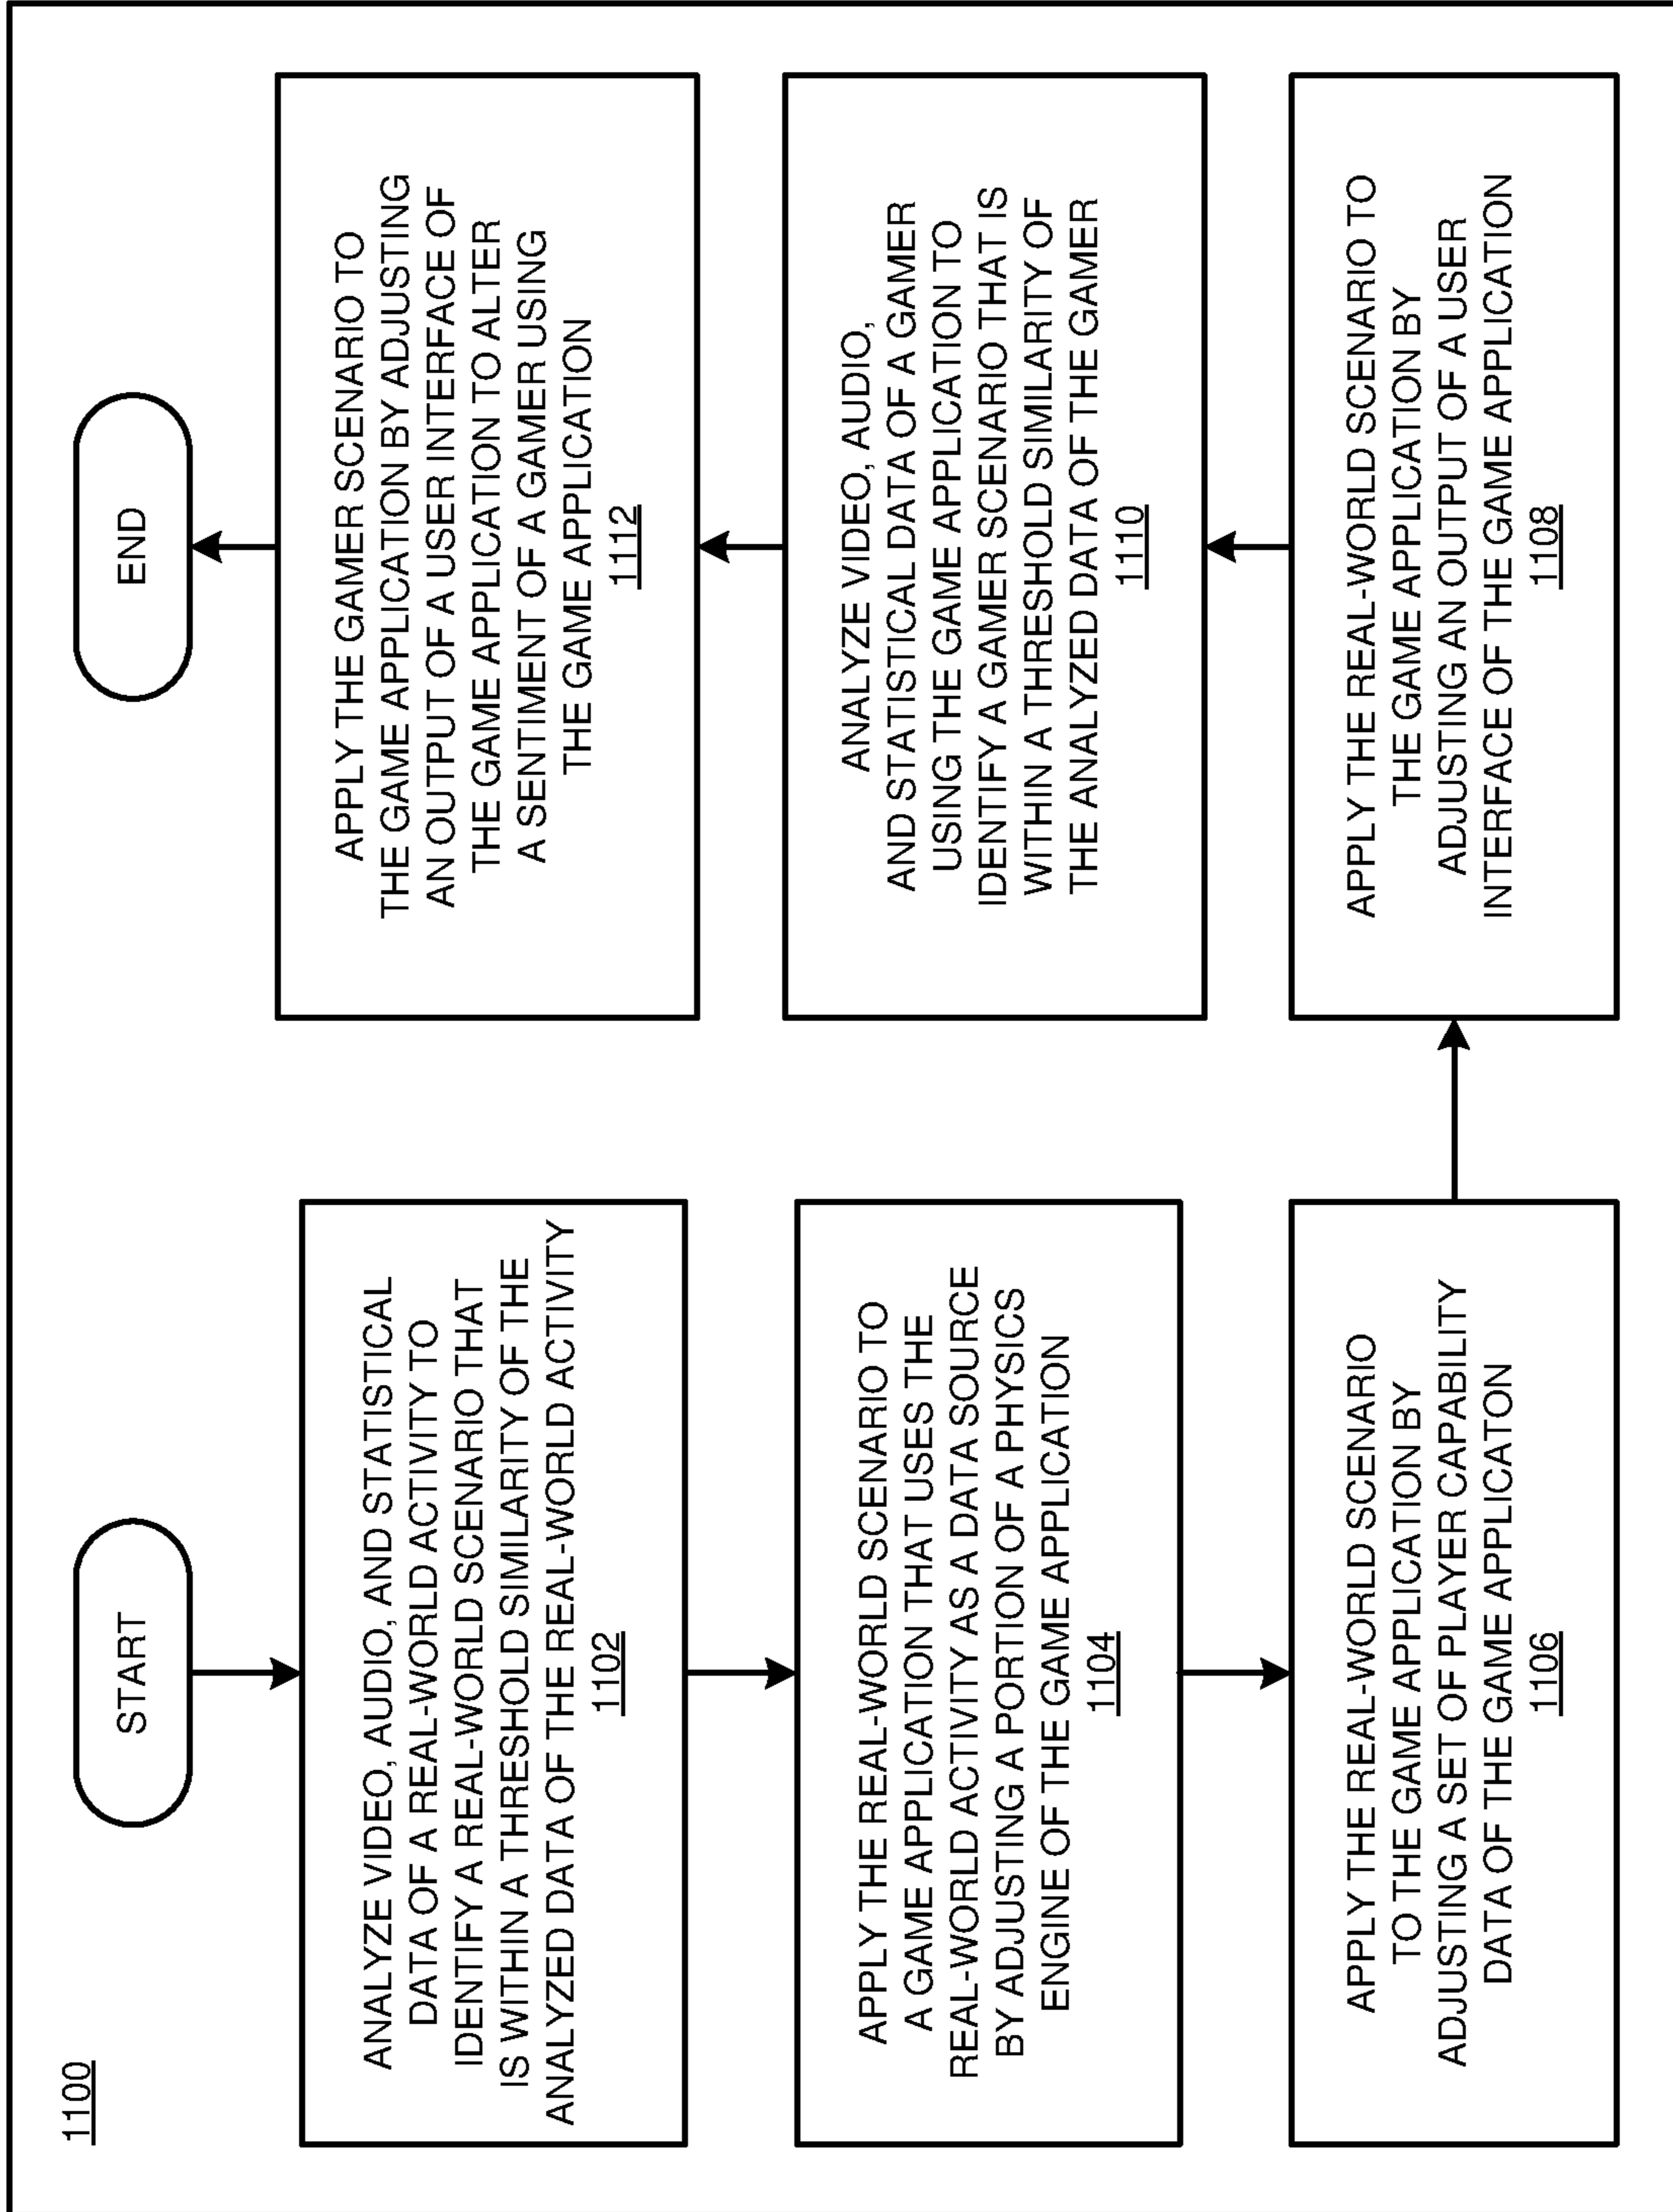 1100
START
ANALYZE VIDEO, AUDIO, AND STATISTICAL
DATA OF A REAL-WORLD ACTIVITY TO
IDENTIFY A REAL-WORLD SCENARIO THAT
IS WITHIN A THRESHOLD SIMILARITY OF THE
ANALYZED DATA OF THE REAL-WORLD ACTIVITY
1102
APPLY THE REAL-WORLD SCENARIO TO
A GAME APPLICATION THAT USES THE
REAL-WORLD ACTIVITY AS A DATA SOURCE
BY ADJUSTING A PORTION OF A PHYSICS
ENGINE OF THE GAME APPLICATION
1104
APPLY THE REAL-WORLD SCENARIO
TO THE GAME APPLICATION BY
ADJUSTING A SET OF PLAYER CAPABILITY
DATA OF THE GAME APPLICATON
1106
APPLY THE REAL-WORLD SCENARIO TO
THE GAME APPLICATION BY
ADJUSTING AN OUTPUT OF A USER
INTERFACE OF THE GAME APPLICATION
1108
ANALYZE VIDEO, AUDIO,
AND STATISTICAL DATA OF A GAMER
USING THE GAME APPLICATION TO
IDENTIFY A GAMER SCENARIO THAT IS
WITHIN A THRESHOLD SIMILARITY OF
THE ANALYZED DATA OF THE GAMER
1110
APPLY THE GAMER SCENARIO TO
THE GAME APPLICATION BY ADJUSTING
AN OUTPUT OF A USER INTERFACE OF
THE GAME APPLICATION TO ALTER
A SENTIMENT OF A GAMER USING
THE GAME APPLICATION
1112
END